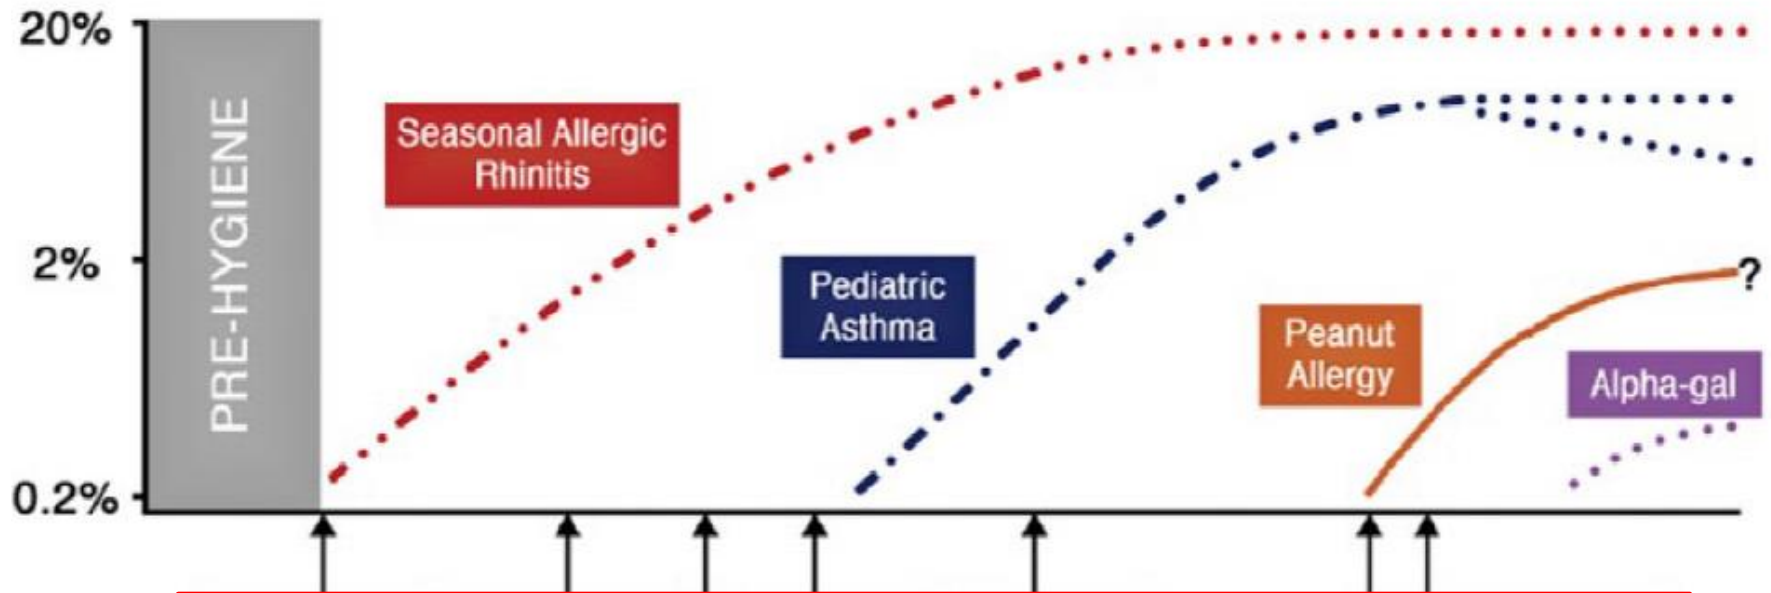 20%
2%
0.2%
PRE-HYGIENE
Seasonal Allergic
Rhinitis
Pediatric
Asthma
Peanut
Allergy
Alpha-gal
?